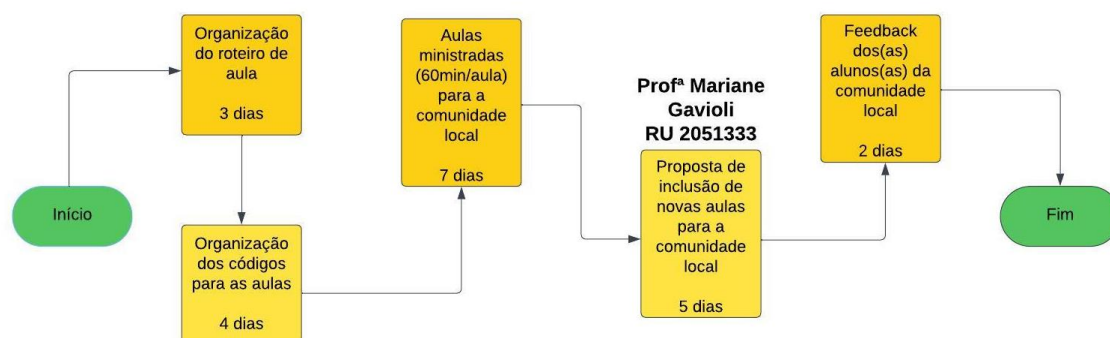 Início
Organização
do roteiro de
aula
3 dias
Organização
dos códigos
para as aulas
4 dias
Aulas
ministradas
(60min/aula)
para a
comunidade
local
7 dias
Profª Mariane
Gavioli
RU 2051333
Proposta de
inclusão de
novas aulas
para a
comunidade
local
5 dias
Feedback
dos(as)
alunos(as) da
comunidade
local
2 dias
Fim